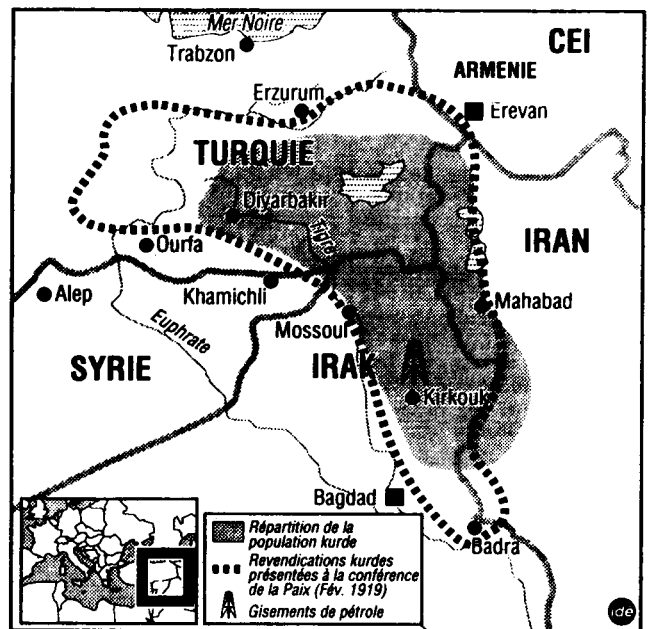 Mer Noire
Trabzon
CEI
ARMENIE
Erzurum
Erevan
TURQUIE
Diyarbakir
Tigre
Ourfa
IRAN
Alep
Khamichli
Mahabad
Mossoul
Euphrate
SYRIE
IRAK
Kirkouk
Bagdad
Badra
Répartition de la
population kurde
Revendications kurdes
présentées à la conférence
de la Paix (Fév. 1919)
Gisements de pétrole
ide